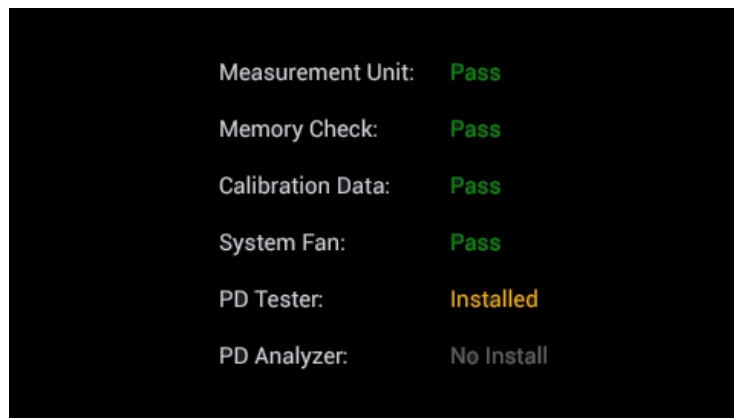 Measurement Unit: Pass
Memory Check: Pass
Calibration Data: Pass
System Fan: Pass
PD Tester: Installed
PD Analyzer: No Install